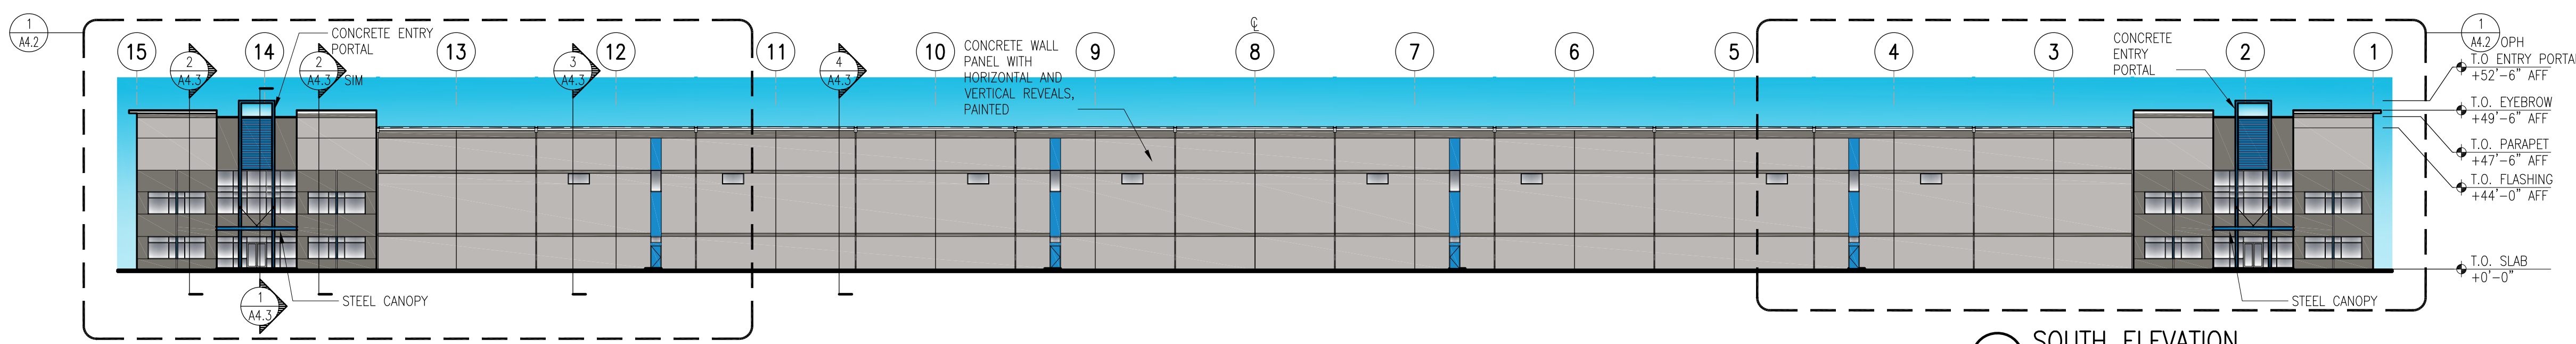 1
A4.2
15
2
A4.3
14
2
A4.3
SIM
CONCRETE ENTRY
PORTAL
13
3
A4.3
12
11
4
A4.3
10
CONCRETE WALL
PANEL WITH
HORIZONTAL AND
VERTICAL REVEALS,
PAINTED
9
℄
8
7
6
5
4
3
CONCRETE
ENTRY
PORTAL
2
1
1
A4.2
OPH
T.O ENTRY PORTAL
+52'-6" AFF
T.O. EYEBROW
+49'-6" AFF
T.O. PARAPET
+47'-6" AFF
T.O. FLASHING
+44'-0" AFF
T.O. SLAB
+0'-0"
1
A4.3
STEEL CANOPY
STEEL CANOPY
SOUTH ELEVATION